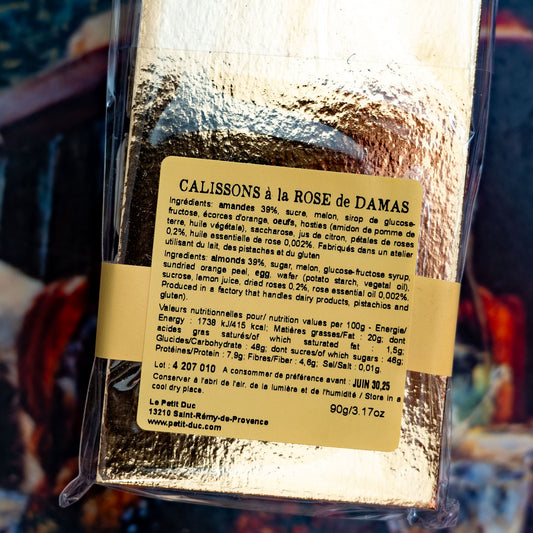 CALISSONS à la ROSE de DAMAS
Ingrédients: amandes 39%, sucre, melon, sirop de glucose-
fructose, écorces d'orange, oeufs, hosties (amidon de pomme de
terre, huile végétale), saccharose, jus de citron, pétales de roses
0,2%, huile essentielle de rose 0,002%. Fabriqués dans un atelier
utilisant du lait, des pistaches et du gluten
Ingredients: almonds 39%, sugar, melon, glucose-fructose syrup,
sundried orange peel, egg, wafer (potato starch, vegetal oil),
sucrose, lemon juice, dried roses 0,2%, rose essential oil 0,002%.
Produced in a factory that handles dairy products, pistachios and
gluten).
Valeurs nutritionnelles pour/ nutrition values per 100g - Energie/
Energy : 1738 kJ/415 kcal; Matières grasses/Fat : 20g; dont
acides gras saturés/of which saturated fat : 1,5g;
Glucides/Carbohydrate : 48g; dont sucres/of which sugars : 46g;
Protéines/Protein : 7,9g; Fibres/Fiber : 4,6g; Sel/Salt : 0,01g.
Lot : 4 207 010 A consommer de préférence avant : JUIN 30,25
Conserver à l'abri de l'air, de la lumière et de l'humidité / Store in a
cool dry place.
90g/3.17oz
Le Petit Duc
13210 Saint-Rémy-de-Provence
www.petit-duc.com